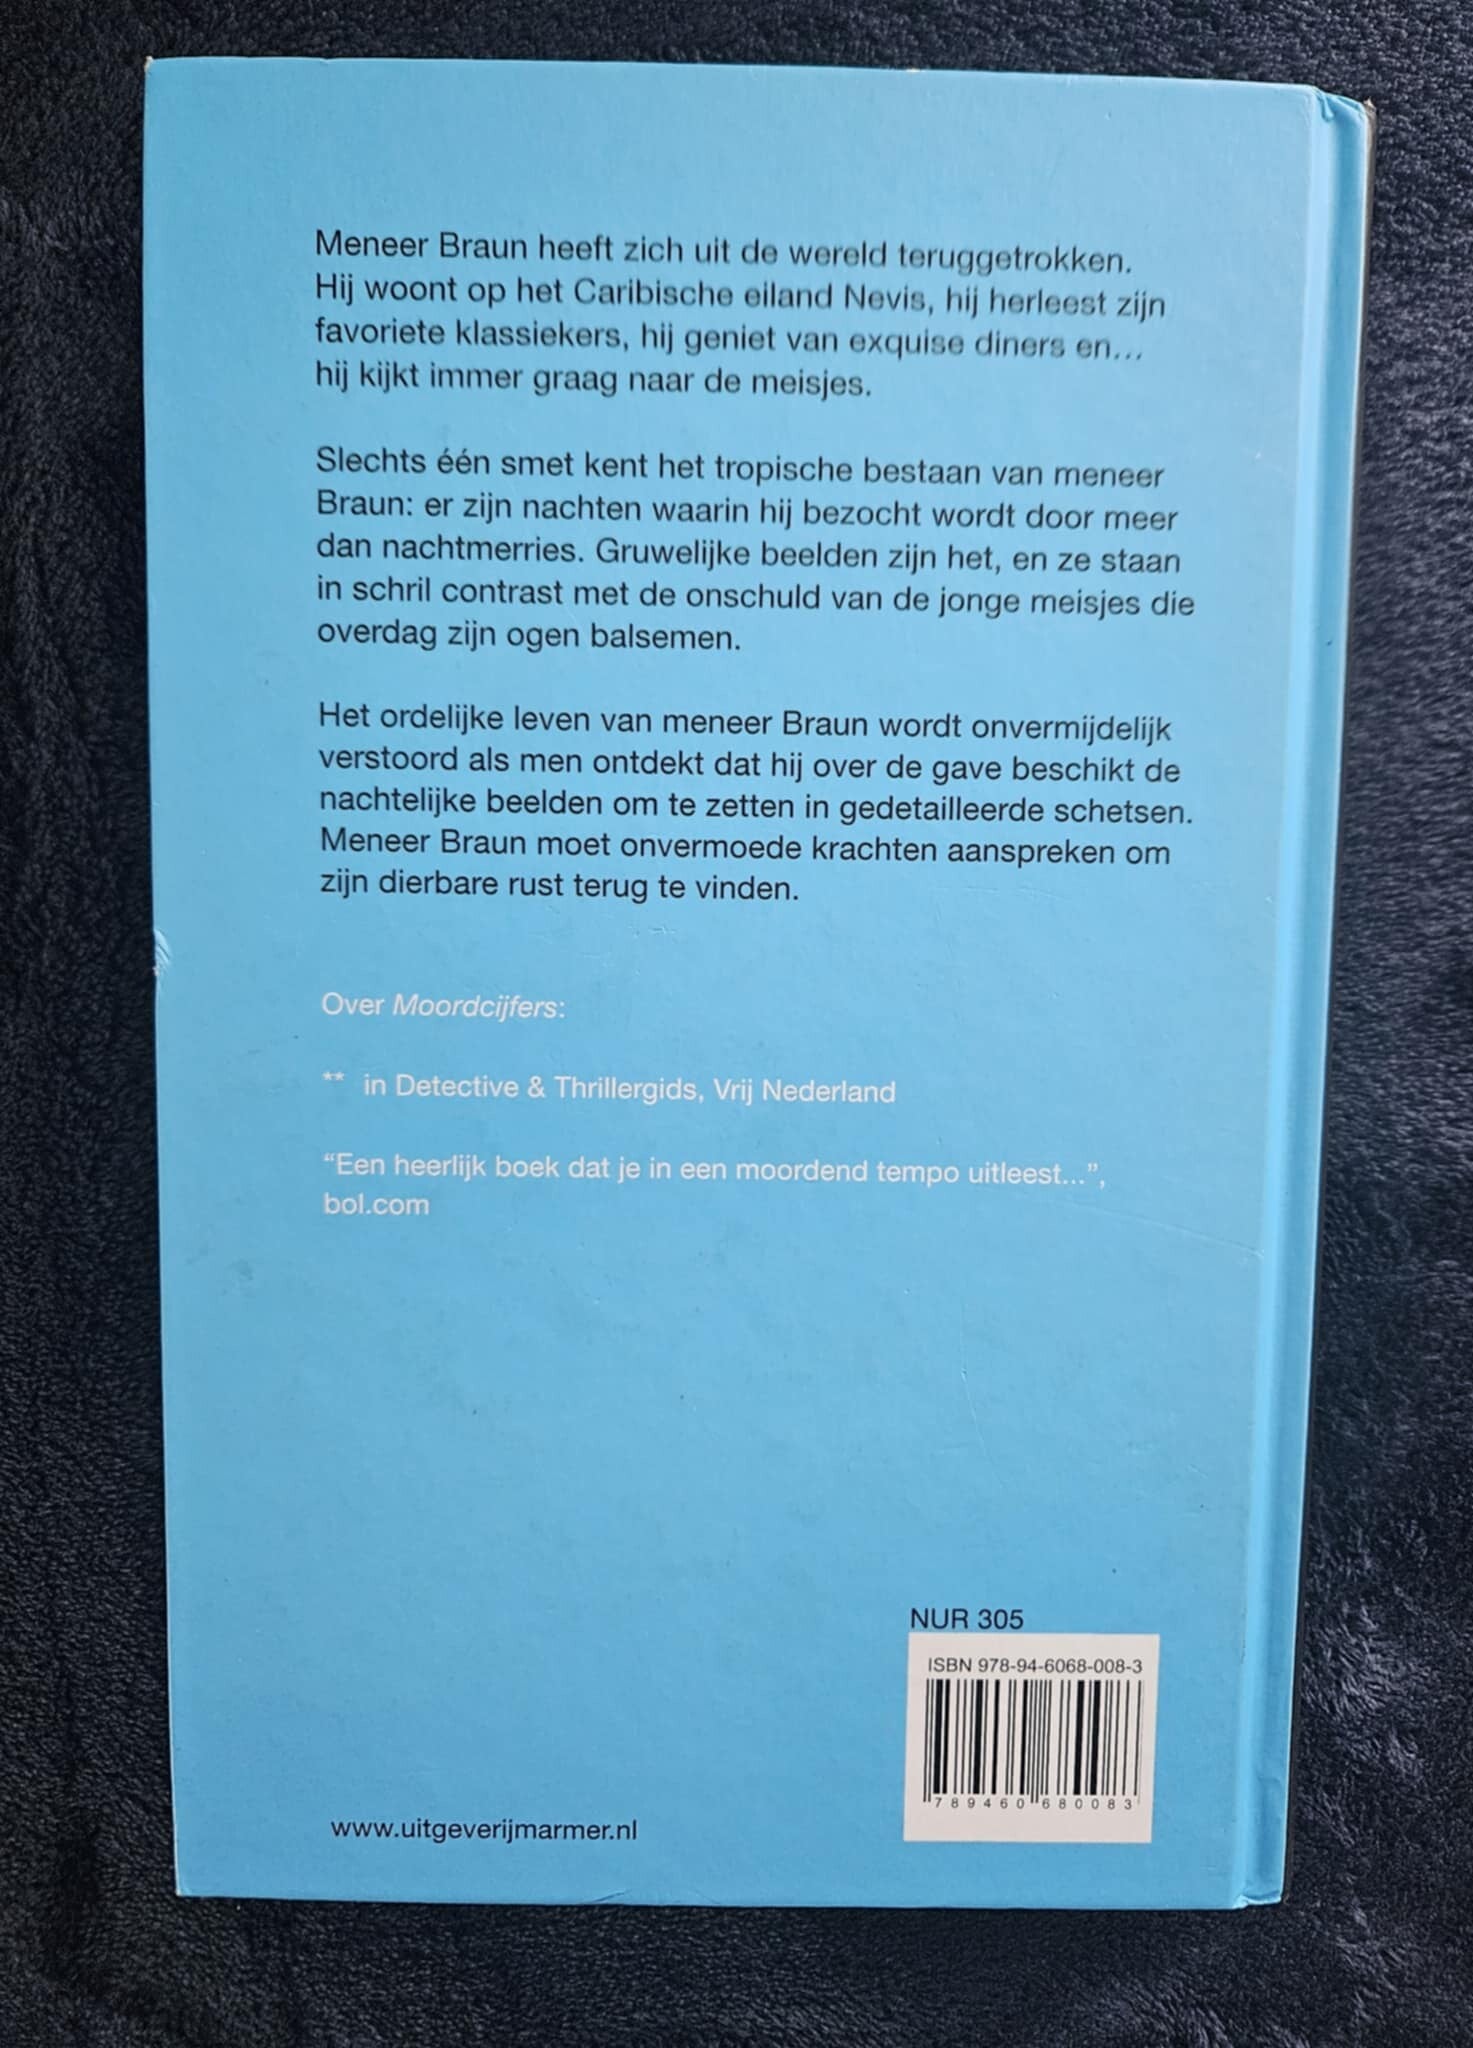 Meneer Braun heeft zich uit de wereld teruggetrokken.
Hij woont op het Caribische eiland Nevis, hij herleest zijn
favoriete klassiekers, hij geniet van exquise diners en...
hij kijkt immer graag naar de meisjes.
Slechts één smet kent het tropische bestaan van meneer
Braun: er zijn nachten waarin hij bezocht wordt door meer
dan nachtmerries. Gruwelijke beelden zijn het, en ze staan
in schril contrast met de onschuld van de jonge meisjes die
overdag zijn ogen balsemen.
Het ordelijke leven van meneer Braun wordt onvermijdelijk
verstoord als men ontdekt dat hij over de gave beschikt de
nachtelijke beelden om te zetten in gedetailleerde schetsen.
Meneer Braun moet onvermoede krachten aanspreken om
zijn dierbare rust terug te vinden.
Over Moordcijfers:
** in Detective & Thrillergids, Vrij Nederland
“Een heerlijk boek dat je in een moordend tempo uitleest...”,
bol.com
NUR 305
ISBN 978-94-6068-008-3
789460 680083
www.uitgeverijmarmer.nl